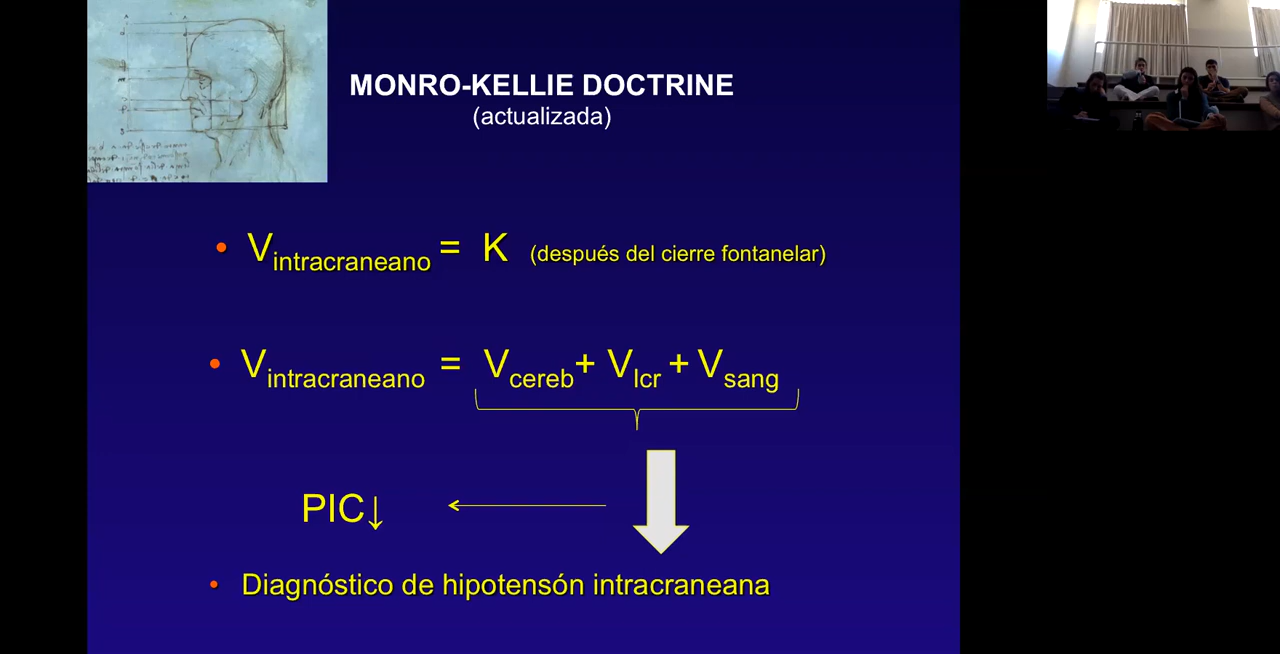 MONRO-KELLIE DOCTRINE
(actualizada)
• Vintracraneano = K (después del cierre fontanelar)
• Vintracraneano = Vcereb + Vlcr + Vsang
PIC↓
• Diagnóstico de hipotensón intracraneana